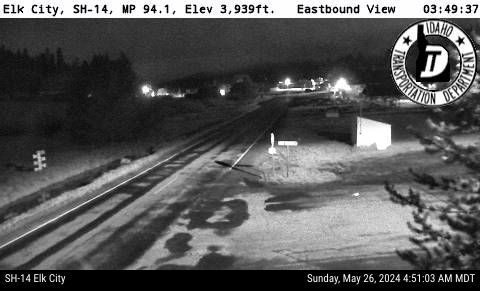 Elk City, SH-14, MP 94.1, Elev 3,939ft. Eastbound View 03:49:37
IDAHO
TRANSPORTATION DEPARTMENT
SH-14 Elk City Sunday, May 26, 2024 4:51:03 AM MDT